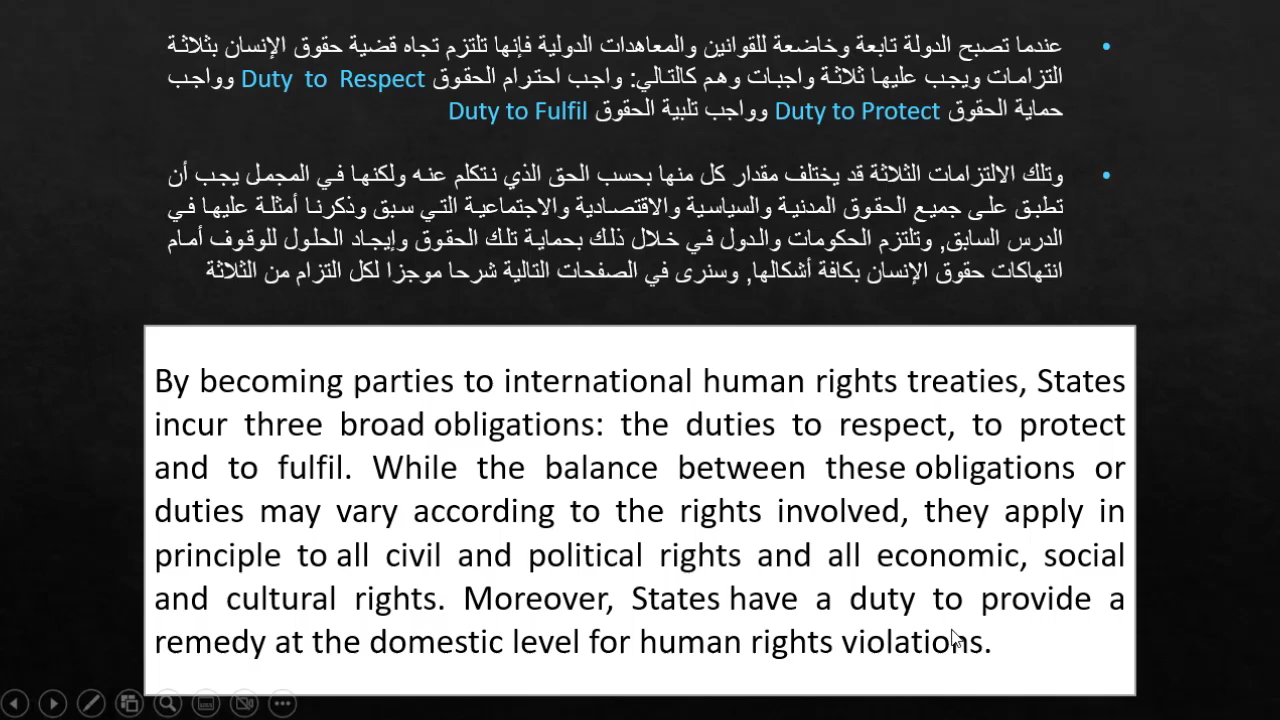 • عندما تصبح الدولة تابعة وخاضعة للقوانين والمعاهدات الدولية فإنها تلتزم تجاه قضية حقوق الإنسان بثلاثة
التزامات ويجب عليها ثلاثة واجبات وهم كالتالي: واجب احترام الحقوق Duty to Respect وواجب
حماية الحقوق Duty to Protect وواجب تلبية الحقوق Duty to Fulfil
• وتلك الالتزامات الثلاثة قد يختلف مقدار كل منها بحسب الحق الذي نتكلم عنه ولكنها في المجمل يجب أن
تطبق على جميع الحقوق المدنية والسياسية والاقتصادية والاجتماعية التي سبق وذكرنا أمثلة عليها في
الدرس السابق, وتلتزم الحكومات والدول في خلال ذلك بحماية تلك الحقوق وإيجاد الحلول للوقوف أمام
انتهاكات حقوق الإنسان بكافة أشكالها, وسنرى في الصفحات التالية شرحا موجزا لكل التزام من الثلاثة
By becoming parties to international human rights treaties, States
incur three broad obligations: the duties to respect, to protect
and to fulfil. While the balance between these obligations or
duties may vary according to the rights involved, they apply in
principle to all civil and political rights and all economic, social
and cultural rights. Moreover, States have a duty to provide a
remedy at the domestic level for human rights violations.